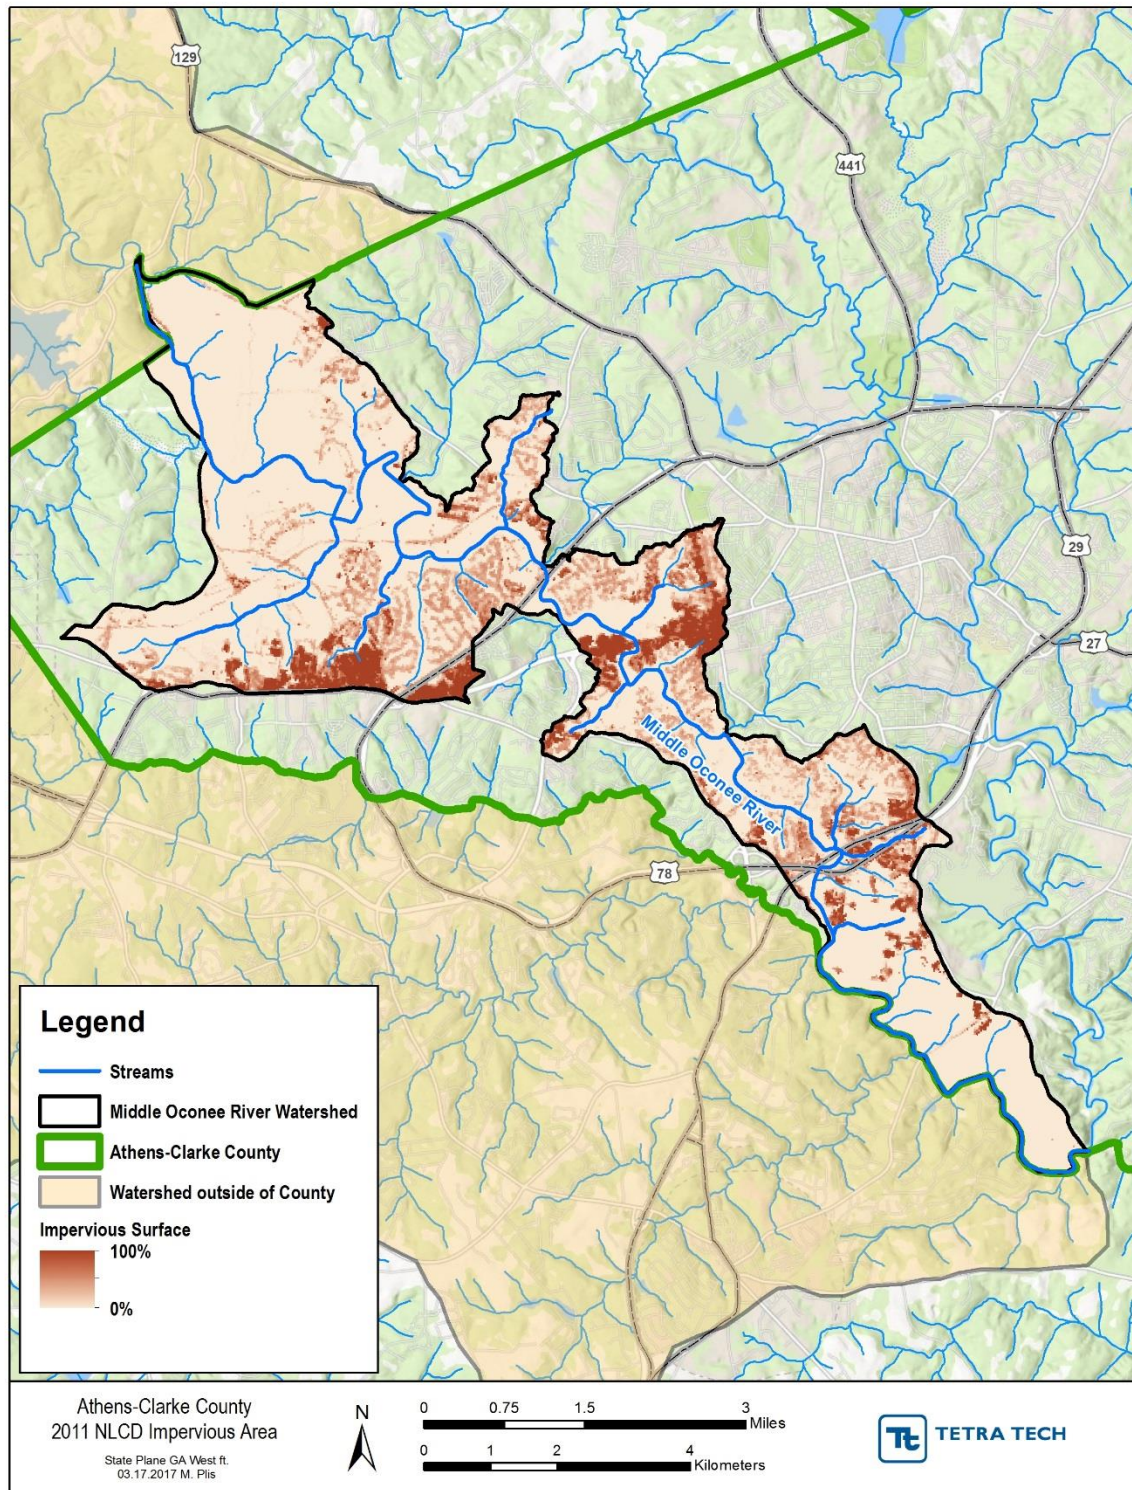 129
441
29
27
Middle Oconee River
78
Legend
Streams
Middle Oconee River Watershed
Athens-Clarke County
Watershed outside of County
Impervious Surface
100%
0%
Athens-Clarke County
2011 NLCD Impervious Area
State Plane GA West ft.
03.17.2017 M. Plis
N
0 0.75 1.5 3
Miles
0 1 2 4
Kilometers
Tt TETRA TECH